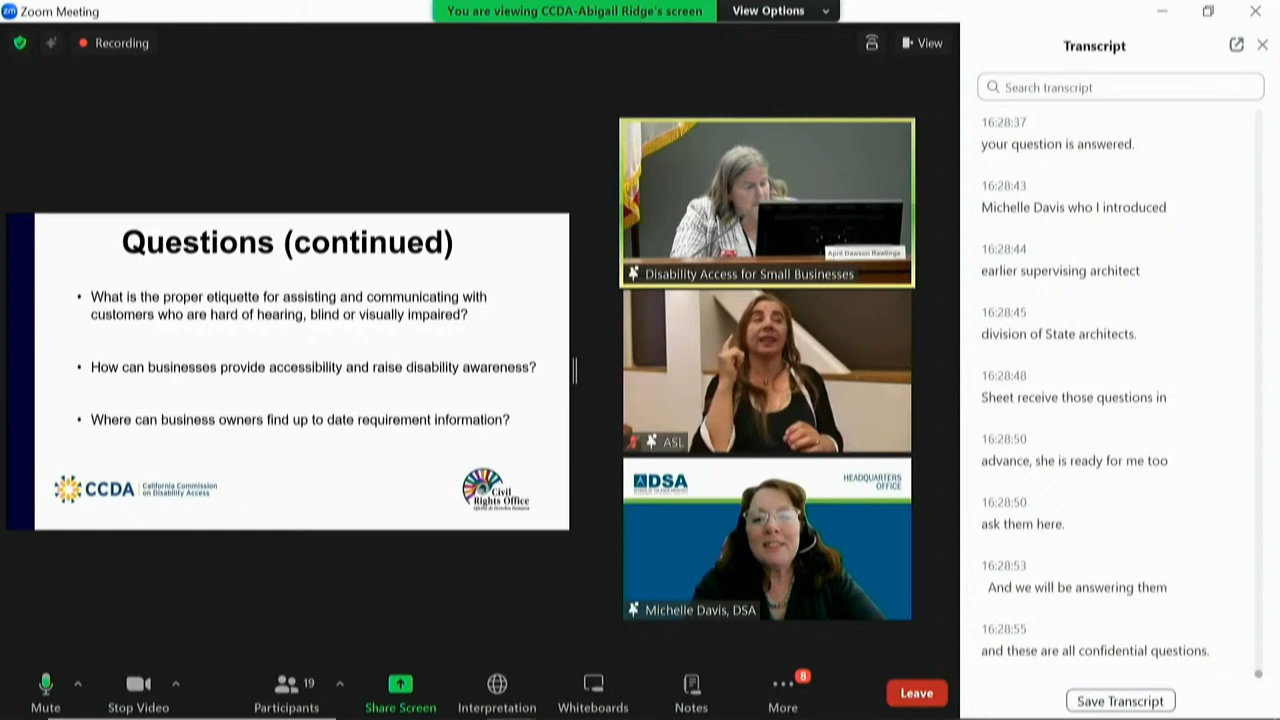 Zoom Meeting
You are viewing CCDA-Abigail Ridge's screen
View Options
Recording
View
Questions (continued)
• What is the proper etiquette for assisting and communicating with
customers who are hard of hearing, blind or visually impaired?
• How can businesses provide accessibility and raise disability awareness?
• Where can business owners find up to date requirement information?
CCDA
California Commission
on Disability Access
Civil
Rights Office
April Dawson Rawlings
Disability Access for Small Businesses
ASL
DSA
HEADQUARTERS
OFFICE
Michelle Davis, DSA
Transcript
Search transcript
16:28:37
your question is answered.
16:28:43
Michelle Davis who I introduced
16:28:44
earlier supervising architect
16:28:45
division of State architects.
16:28:48
Sheet receive those questions in
16:28:50
advance, she is ready for me too
16:28:50
ask them here.
16:28:53
And we will be answering them
16:28:55
and these are all confidential questions.
Save Transcript
Mute
Stop Video
19
Participants
Share Screen
Interpretation
Whiteboards
Notes
8
More
Leave